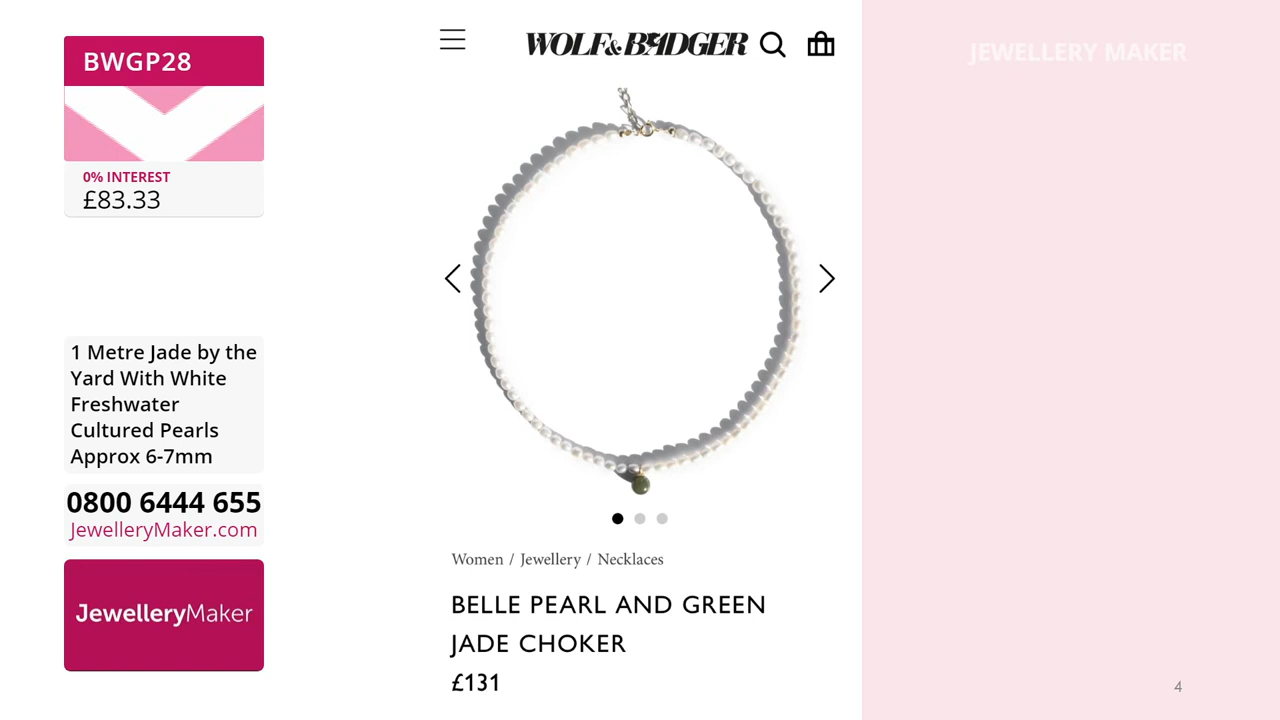 BWGP28
0% INTEREST
£83.33
1 Metre Jade by the
Yard With White
Freshwater
Cultured Pearls
Approx 6-7mm
0800 6444 655
JewelleryMaker.com
JewelleryMaker
WOLF&BADGER
Women / Jewellery / Necklaces
BELLE PEARL AND GREEN
JADE CHOKER
£131
JEWELLERY MAKER
4